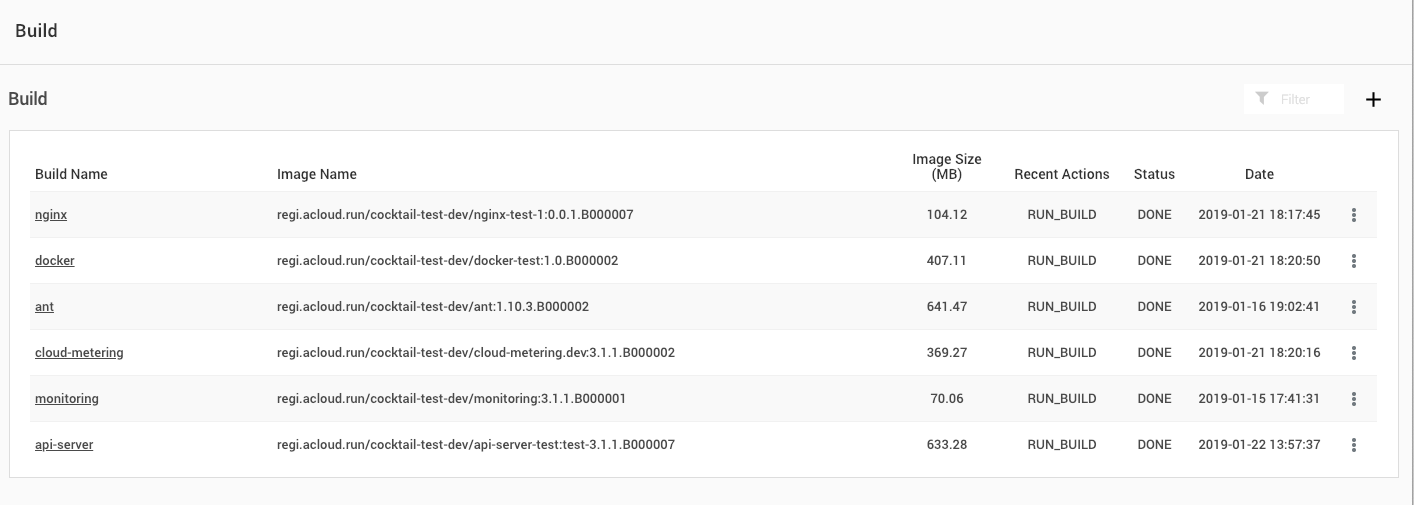 Build
Build
Filter
Image Size
Build Name Image Name (MB) Recent Actions Status Date
nginx regi.acloud.run/cocktail-test-dev/nginx-test-1:0.0.1.B000007 104.12 RUN_BUILD DONE 2019-01-21 18:17:45
docker regi.acloud.run/cocktail-test-dev/docker-test:1.0.B000002 407.11 RUN_BUILD DONE 2019-01-21 18:20:50
ant regi.acloud.run/cocktail-test-dev/ant:1.10.3.B000002 641.47 RUN_BUILD DONE 2019-01-16 19:02:41
cloud-metering regi.acloud.run/cocktail-test-dev/cloud-metering.dev:3.1.1.B000002 369.27 RUN_BUILD DONE 2019-01-21 18:20:16
monitoring regi.acloud.run/cocktail-test-dev/monitoring:3.1.1.B000001 70.06 RUN_BUILD DONE 2019-01-15 17:41:31
api-server regi.acloud.run/cocktail-test-dev/api-server-test:test-3.1.1.B000007 633.28 RUN_BUILD DONE 2019-01-22 13:57:37